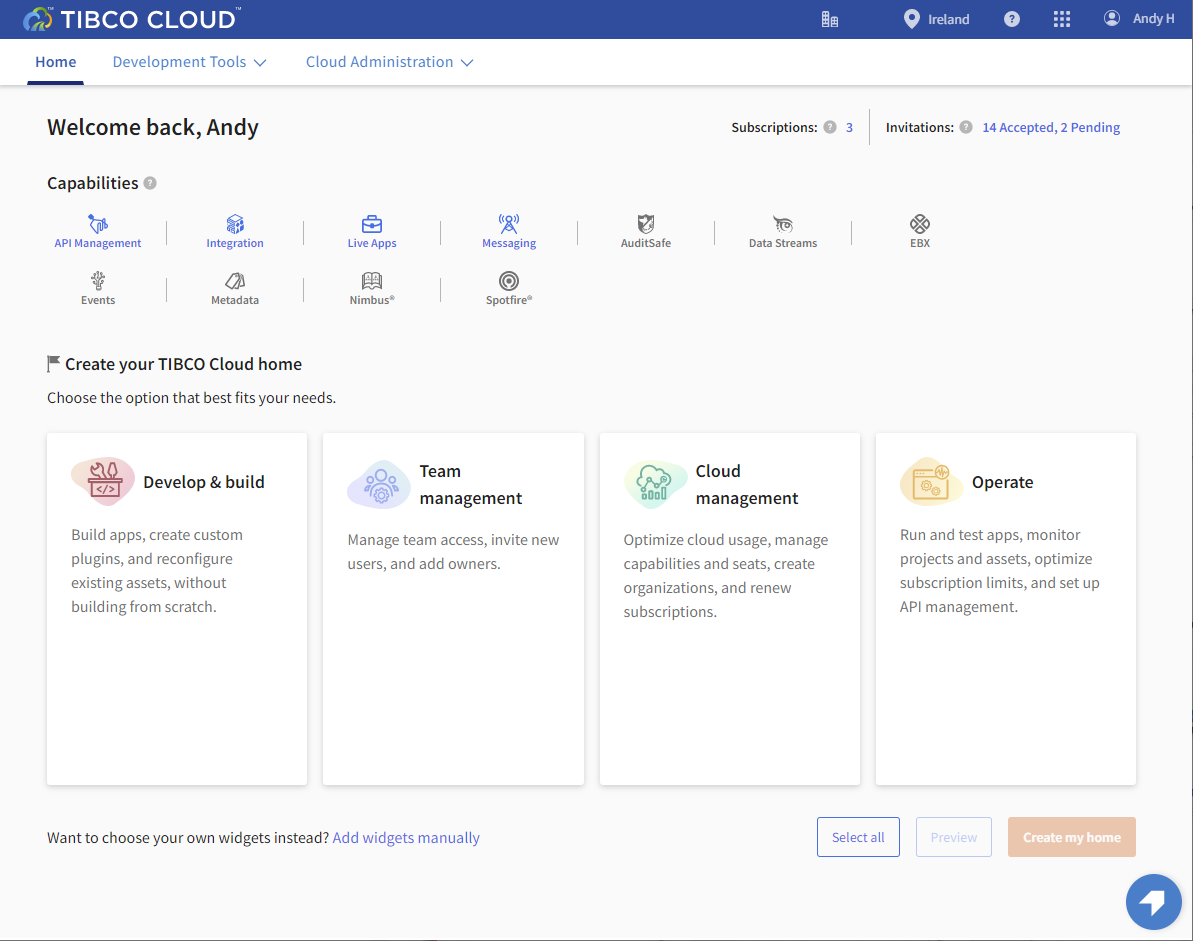 TIBCO CLOUD™
Ireland
?
Andy H
Home
Development Tools
Cloud Administration
Welcome back, Andy
Subscriptions: ? 3
Invitations: ? 14 Accepted, 2 Pending
Capabilities ?
API Management
Integration
Live Apps
Messaging
AuditSafe
Data Streams
EBX
Events
Metadata
Nimbus®
Spotfire®
Create your TIBCO Cloud home
Choose the option that best fits your needs.
Develop & build
Build apps, create custom
plugins, and reconfigure
existing assets, without
building from scratch.
Team
management
Manage team access, invite new
users, and add owners.
Cloud
management
Optimize cloud usage, manage
capabilities and seats, create
organizations, and renew
subscriptions.
Operate
Run and test apps, monitor
projects and assets, optimize
subscription limits, and set up
API management.
Want to choose your own widgets instead? Add widgets manually
Select all
Preview
Create my home